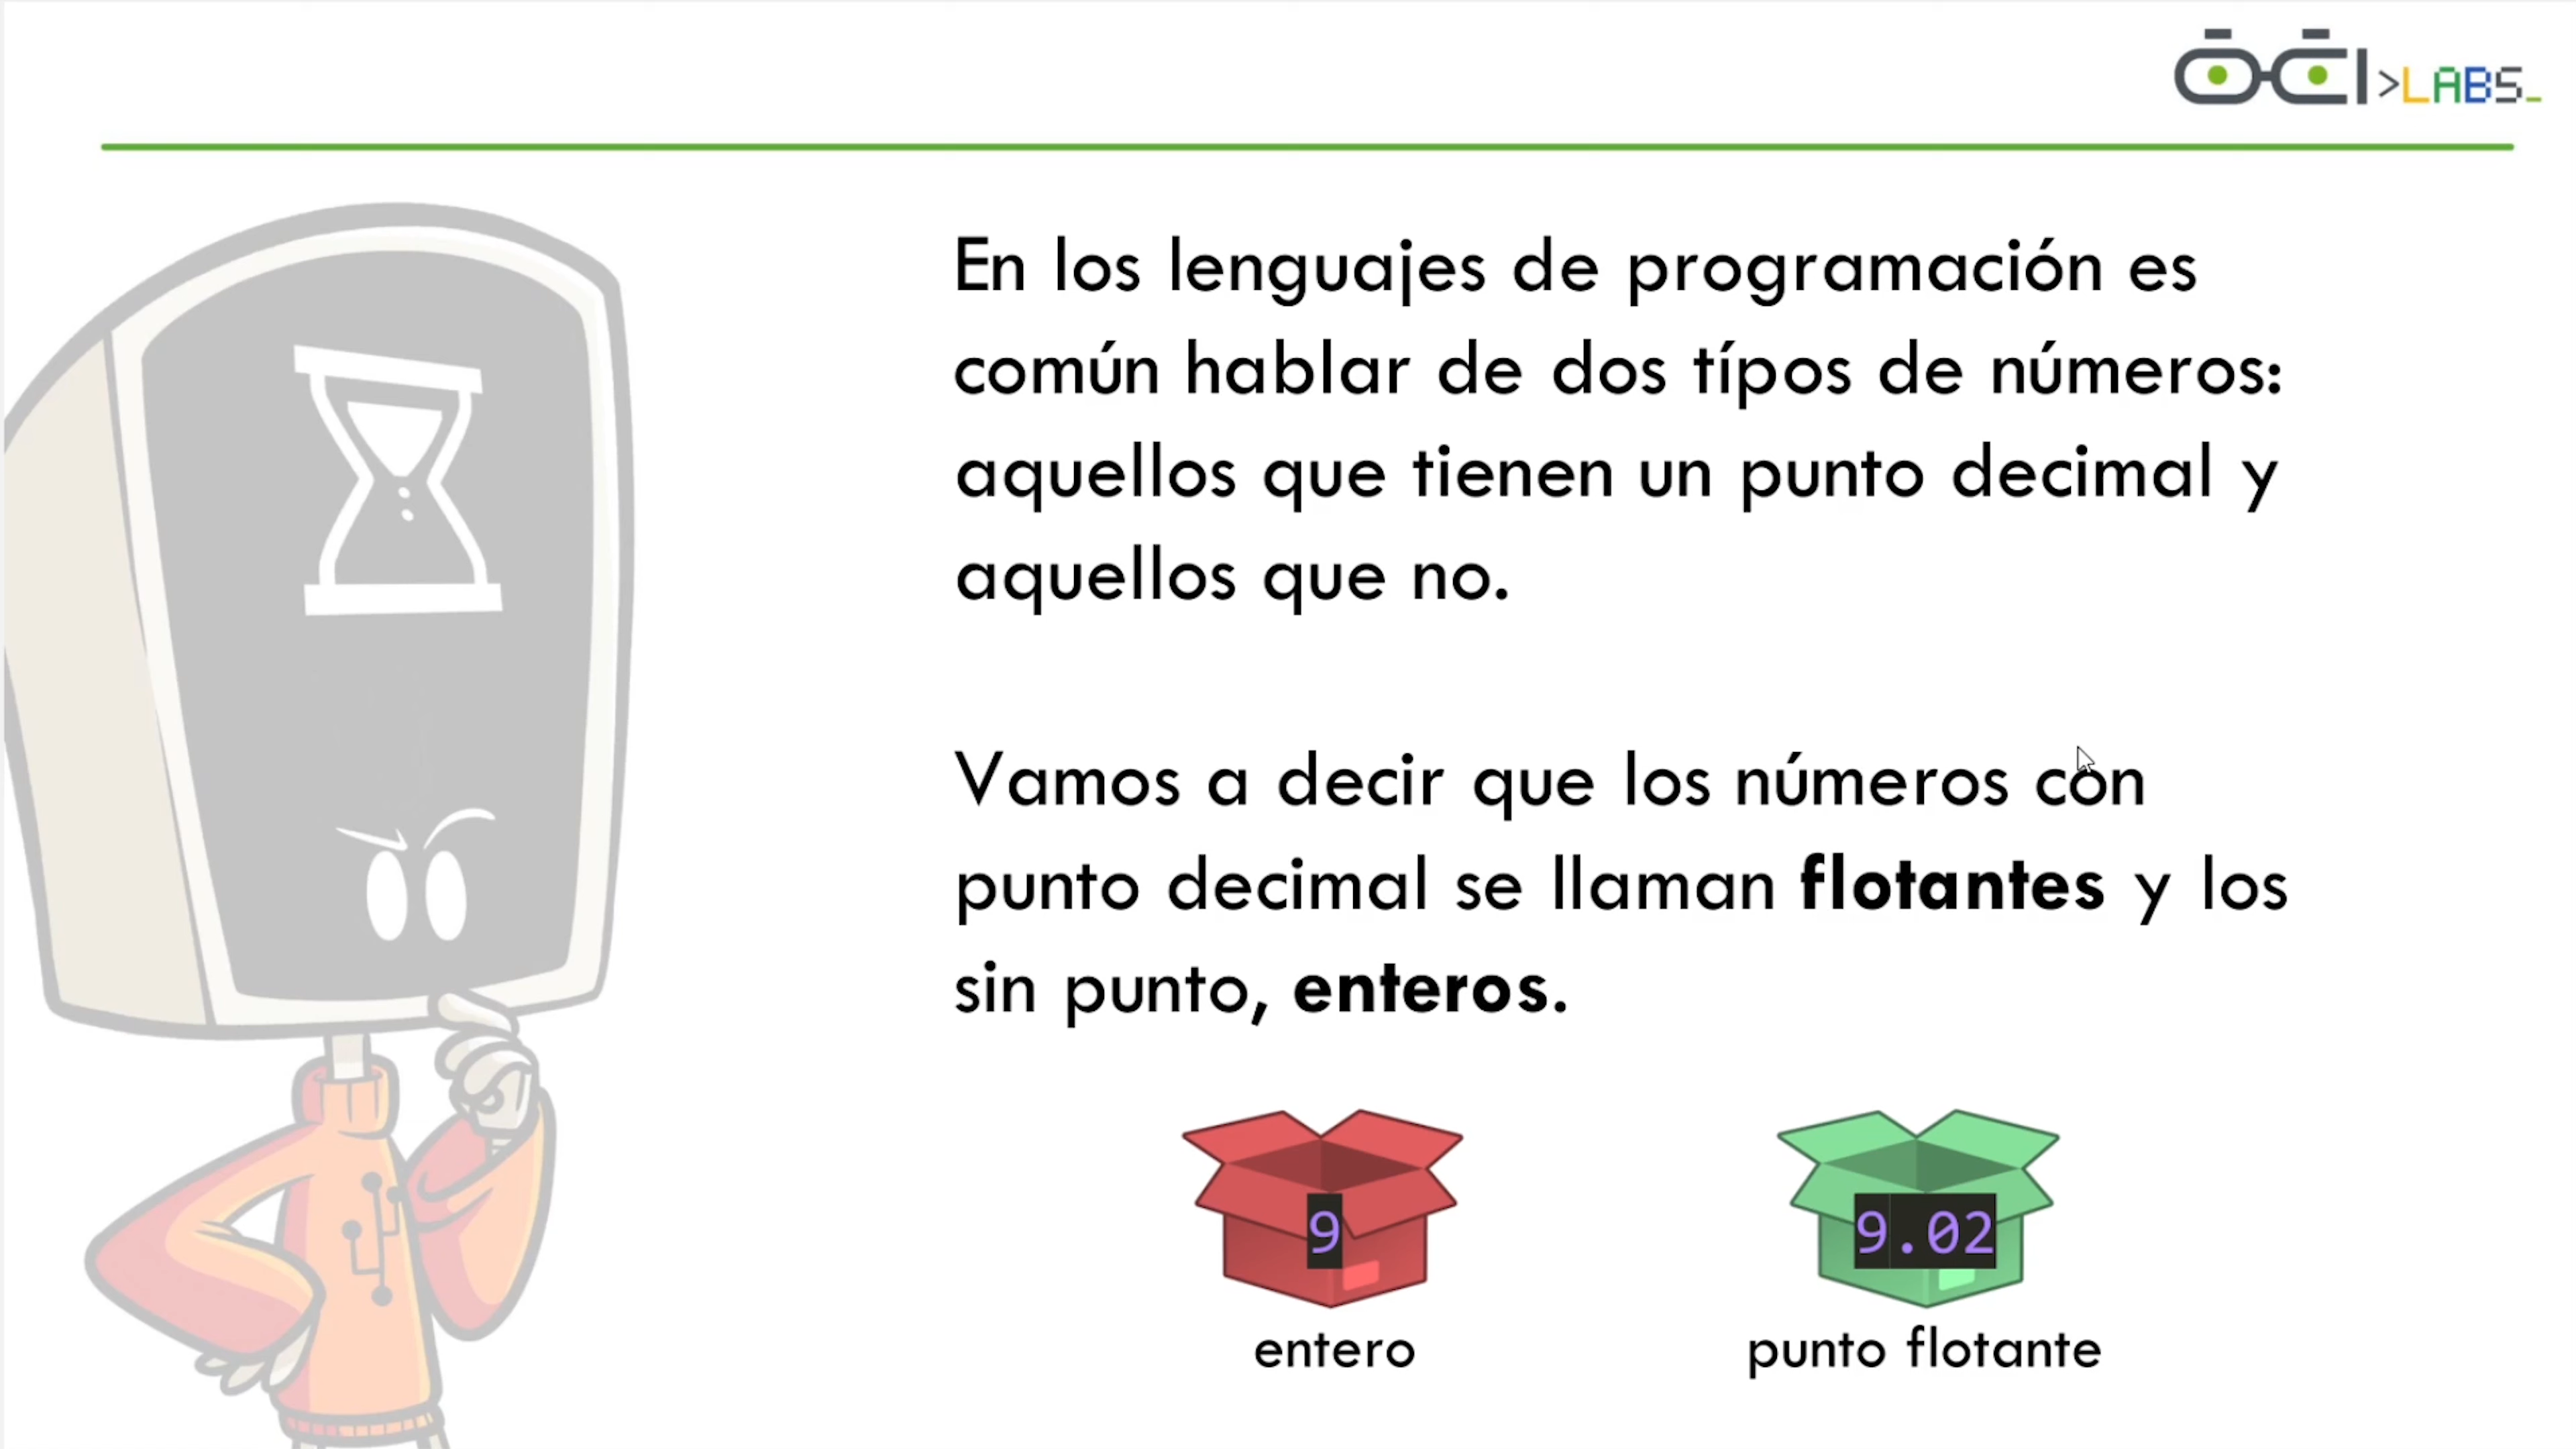 OCI>LABS_
En los lenguajes de programación es
común hablar de dos típos de números:
aquellos que tienen un punto decimal y
aquellos que no.
Vamos a decir que los números con
punto decimal se llaman flotantes y los
sin punto, enteros.
9
9.02
entero
punto flotante